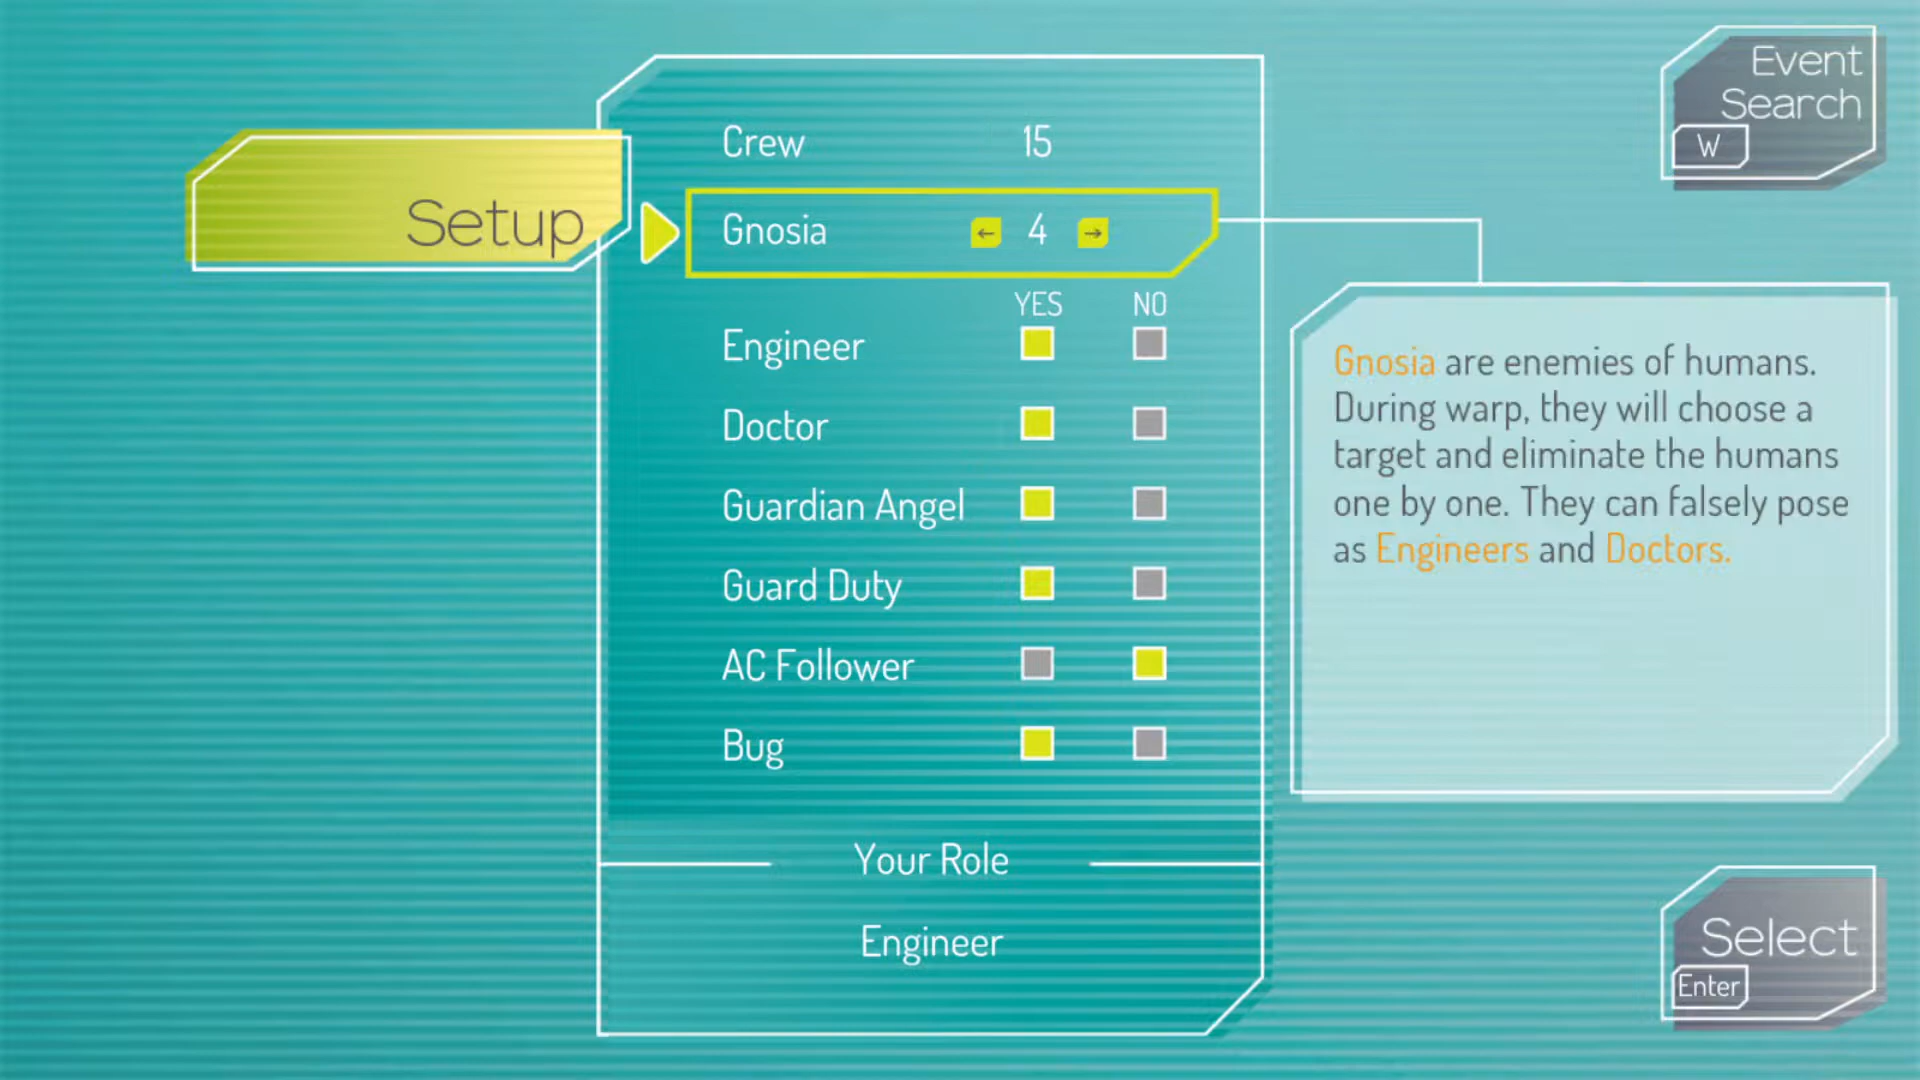 Event
Search
W
Setup
Crew 15
Gnosia ← 4 →
YES NO
Engineer
Doctor
Guardian Angel
Guard Duty
AC Follower
Bug
Your Role
Engineer
Gnosia are enemies of humans.
During warp, they will choose a
target and eliminate the humans
one by one. They can falsely pose
as Engineers and Doctors.
Select
Enter